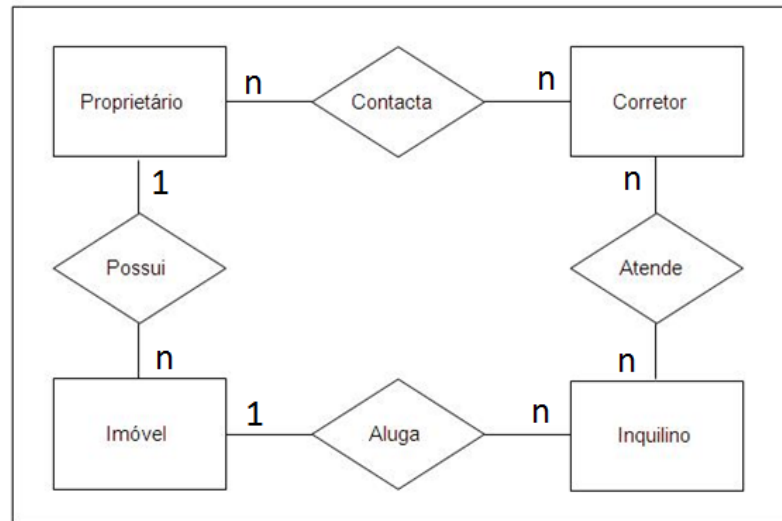 Proprietário n Contacta n Corretor
1 n
Possui Atende
n n
Imóvel 1 Aluga n Inquilino